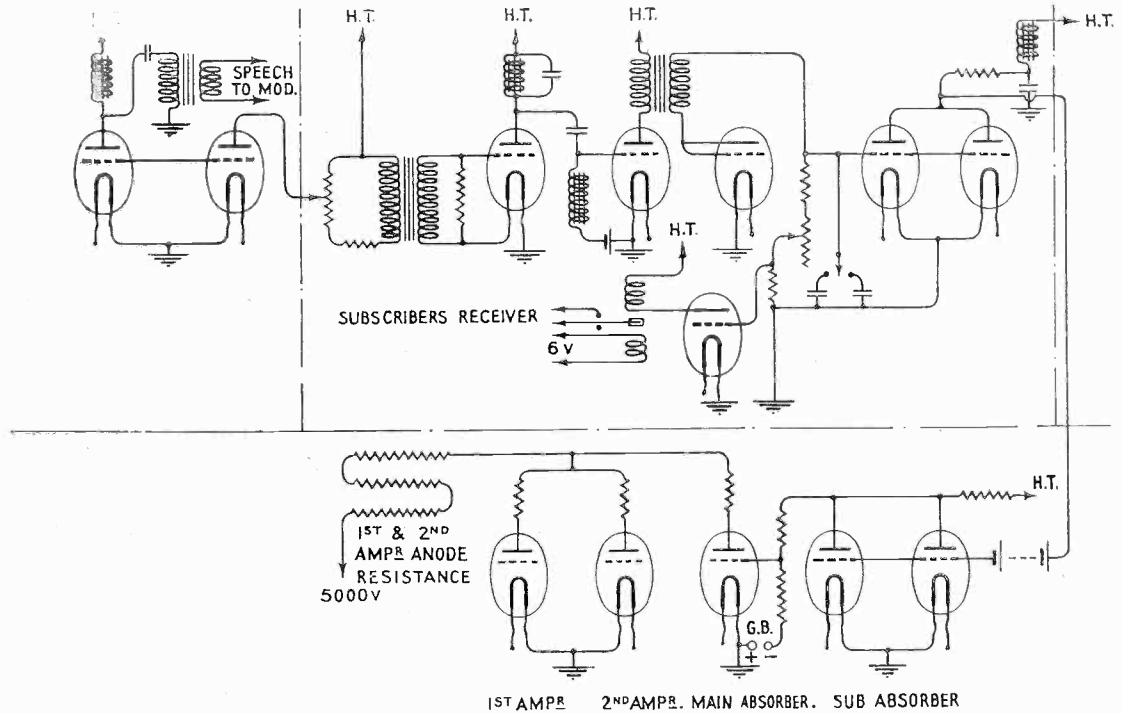 H.T.
H.T.
H.T.
H.T.
SPEECH
TO MOD.
H.T.
SUBSCRIBERS RECEIVER
6 V
1ST & 2ND
AMPR ANODE
RESISTANCE
5000V
H.T.
G.B.
+ -
1ST AMPR 2ND AMPR. MAIN ABSORBER. SUB ABSORBER